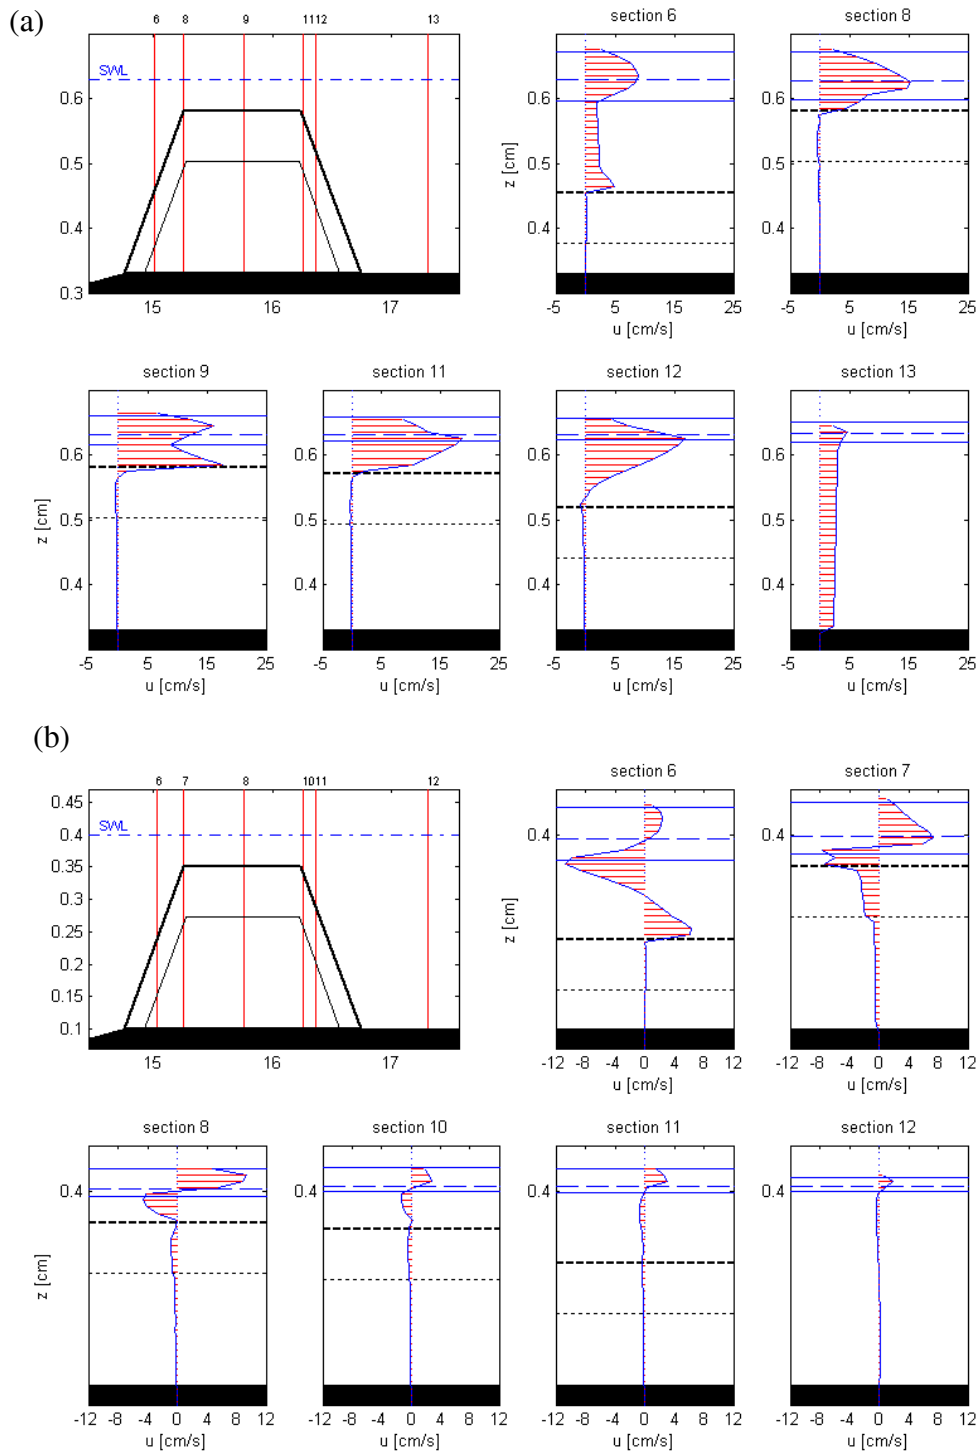 (a)
6 8 9 11 12 13
SWL
0.6
0.5
0.4
0.3
15 16 17
section 6
z [cm]
0.6
0.5
0.4
-5 5 15 25
u [cm/s]
section 8
0.6
0.5
0.4
-5 5 15 25
u [cm/s]
section 9
0.6
0.5
0.4
-5 5 15 25
u [cm/s]
section 11
z [cm]
0.6
0.5
0.4
-5 5 15 25
u [cm/s]
section 12
0.6
0.5
0.4
-5 5 15 25
u [cm/s]
section 13
z [cm]
0.6
0.5
0.4
-5 5 15 25
u [cm/s]
(b)
6 7 8 10 11 12
SWL
0.45
0.4
0.35
0.3
0.25
0.2
0.15
0.1
15 16 17
section 6
z [cm]
0.4
-12 -8 -4 0 4 8 12
u [cm/s]
section 7
0.4
-12 -8 -4 0 4 8 12
u [cm/s]
section 8
z [cm]
0.4
-12 -8 -4 0 4 8 12
u [cm/s]
section 10
0.4
-12 -8 -4 0 4 8 12
u [cm/s]
section 11
z [cm]
0.4
-12 -8 -4 0 4 8 12
u [cm/s]
section 12
0.4
-12 -8 -4 0 4 8 12
u [cm/s]